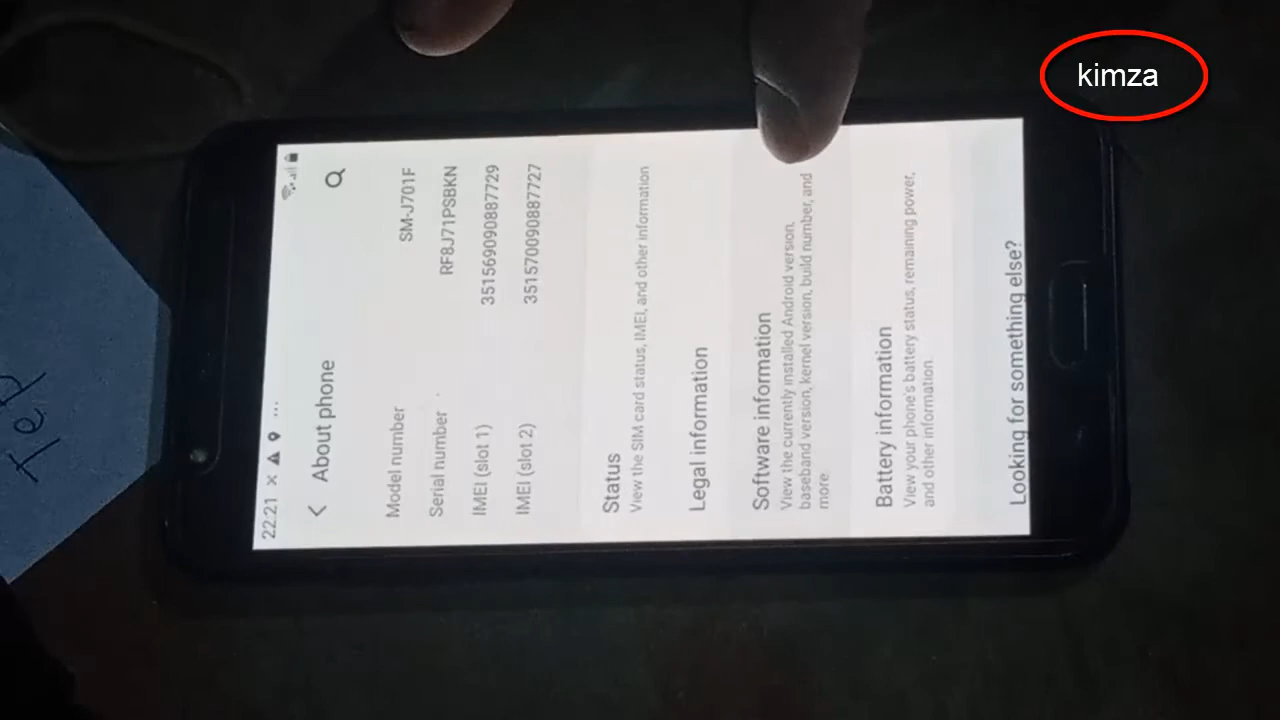 kimza
22:21
About phone
Model number SM-J701F
Serial number RF8J71PSBKN
IMEI (slot 1) 351569090887729
IMEI (slot 2) 351570090887727
Status
View the SIM card status, IMEI, and other information
Legal information
Software information
View the currently installed Android version,
baseband version, kernel version, build number, and
more
Battery information
View your phone's battery status, remaining power,
and other information
Looking for something else?
Tep